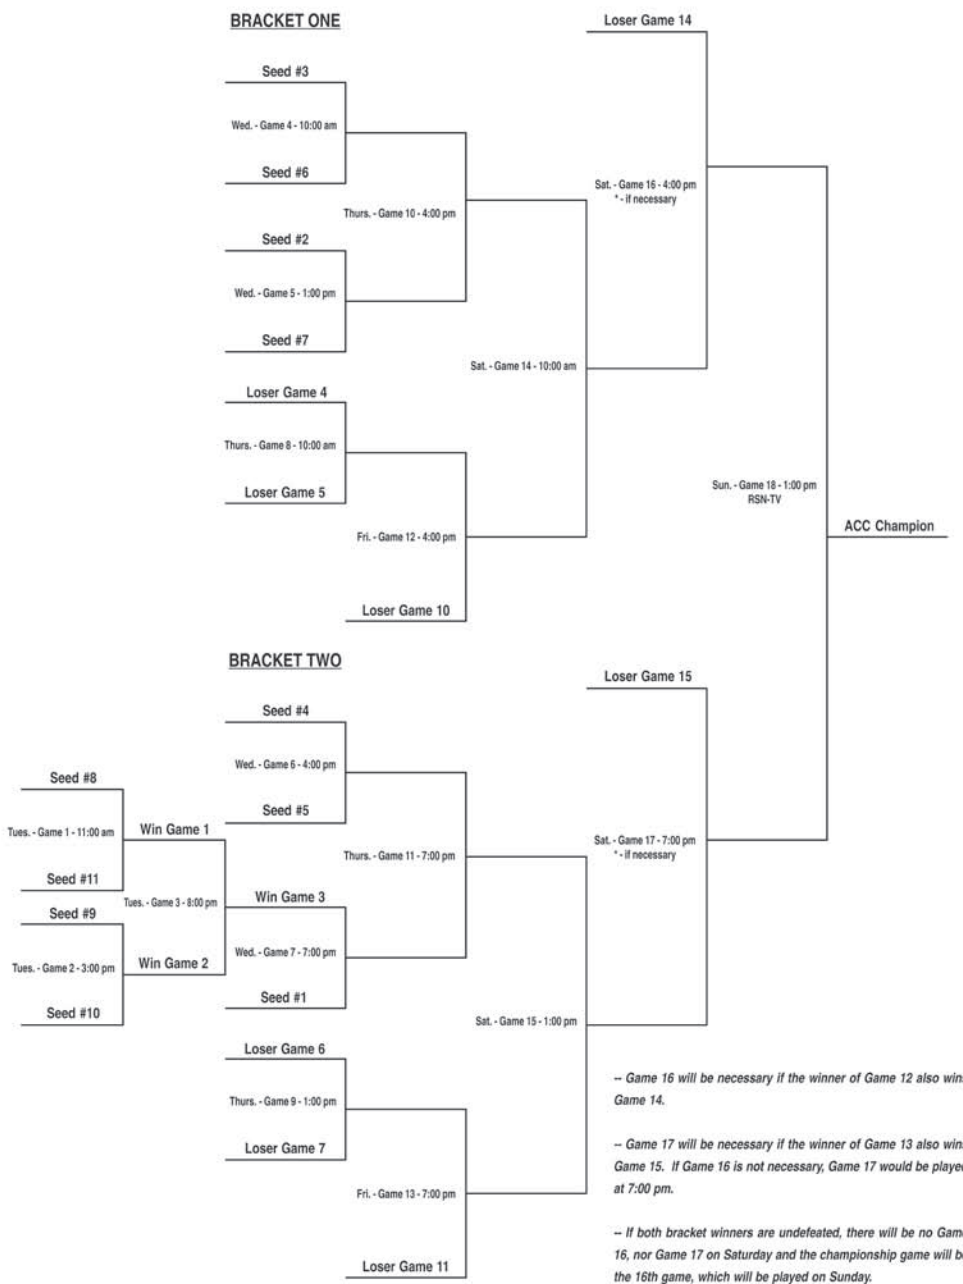 BRACKET ONE
Loser Game 14
Seed #3
Wed. - Game 4 - 10:00 am
Seed #6
Sat. - Game 16 - 4:00 pm
* - if necessary
Thurs. - Game 10 - 4:00 pm
Seed #2
Wed. - Game 5 - 1:00 pm
Seed #7
Sat. - Game 14 - 10:00 am
Loser Game 4
Thurs. - Game 8 - 10:00 am
Loser Game 5
Sun. - Game 18 - 1:00 pm
RSN-TV
ACC Champion
Fri. - Game 12 - 4:00 pm
Loser Game 10
BRACKET TWO
Loser Game 15
Seed #4
Wed. - Game 6 - 4:00 pm
Seed #8
Seed #5
Tues. - Game 1 - 11:00 am
Win Game 1
Sat. - Game 17 - 7:00 pm
* - if necessary
Thurs. - Game 11 - 7:00 pm
Seed #11
Tues. - Game 3 - 8:00 pm
Win Game 3
Seed #9
Wed. - Game 7 - 7:00 pm
Tues. - Game 2 - 3:00 pm
Win Game 2
Seed #1
Seed #10
Sat. - Game 15 - 1:00 pm
Loser Game 6
Thurs. - Game 9 - 1:00 pm
Loser Game 7
Fri. - Game 13 - 7:00 pm
Loser Game 11
-- Game 16 will be necessary if the winner of Game 12 also wins
Game 14.
-- Game 17 will be necessary if the winner of Game 13 also wins
Game 15. If Game 16 is not necessary, Game 17 would be played
at 7:00 pm.
-- If both bracket winners are undefeated, there will be no Game
16, nor Game 17 on Saturday and the championship game will be
the 16th game, which will be played on Sunday.